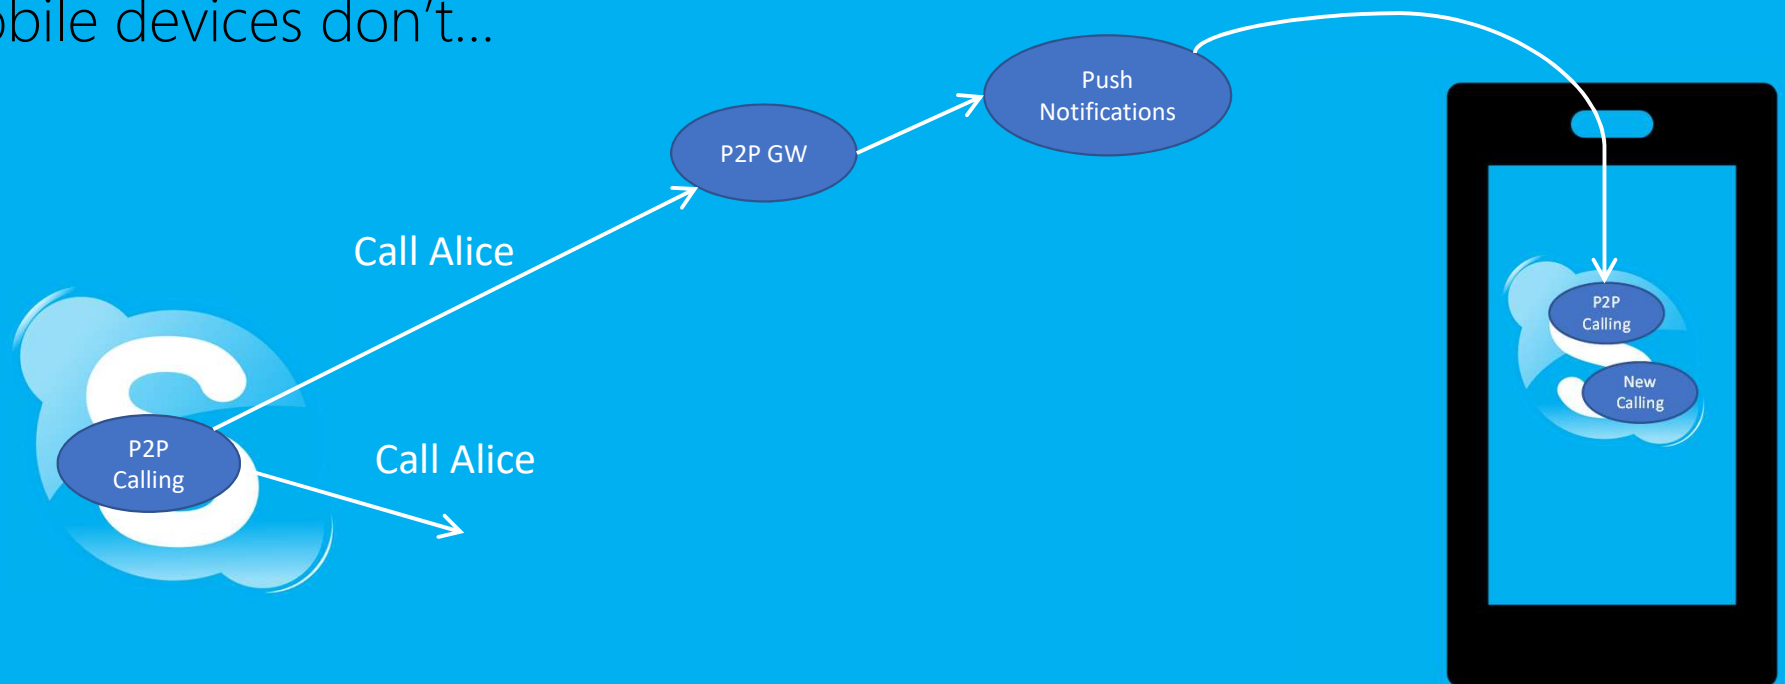 obile devices don't...
Push
Notifications
P2P GW
Call Alice
P2P
Calling
New
Calling
P2P
Calling
Call Alice